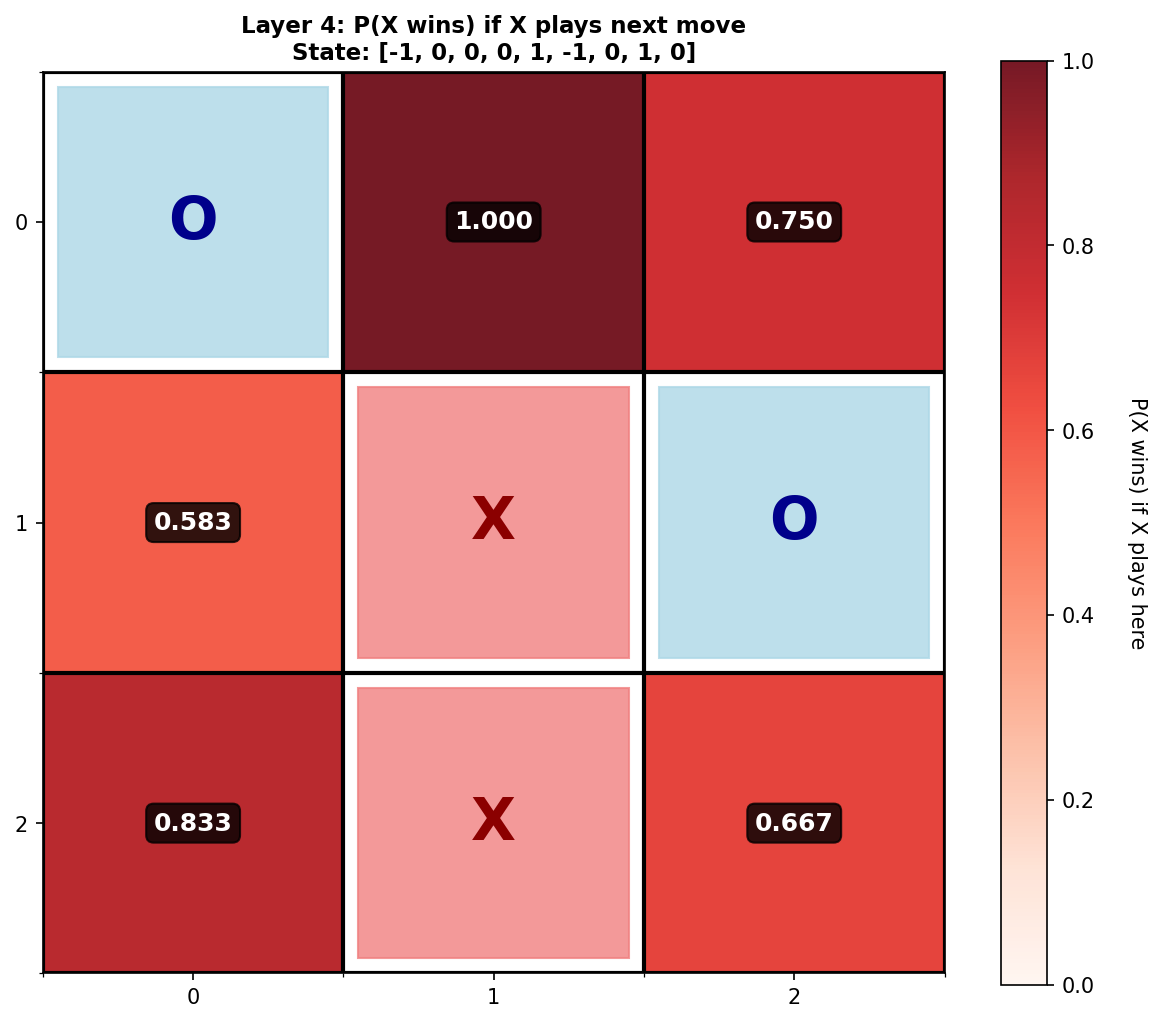 Layer 4: P(X wins) if X plays next move
State: [-1, 0, 0, 0, 1, -1, 0, 1, 0]
1.0
0 O 1.000 0.750
0.8
0.6
1 0.583 X O
P(X wins) if X plays here
0.4
0.2
2 0.833 X 0.667
0.0
0 1 2